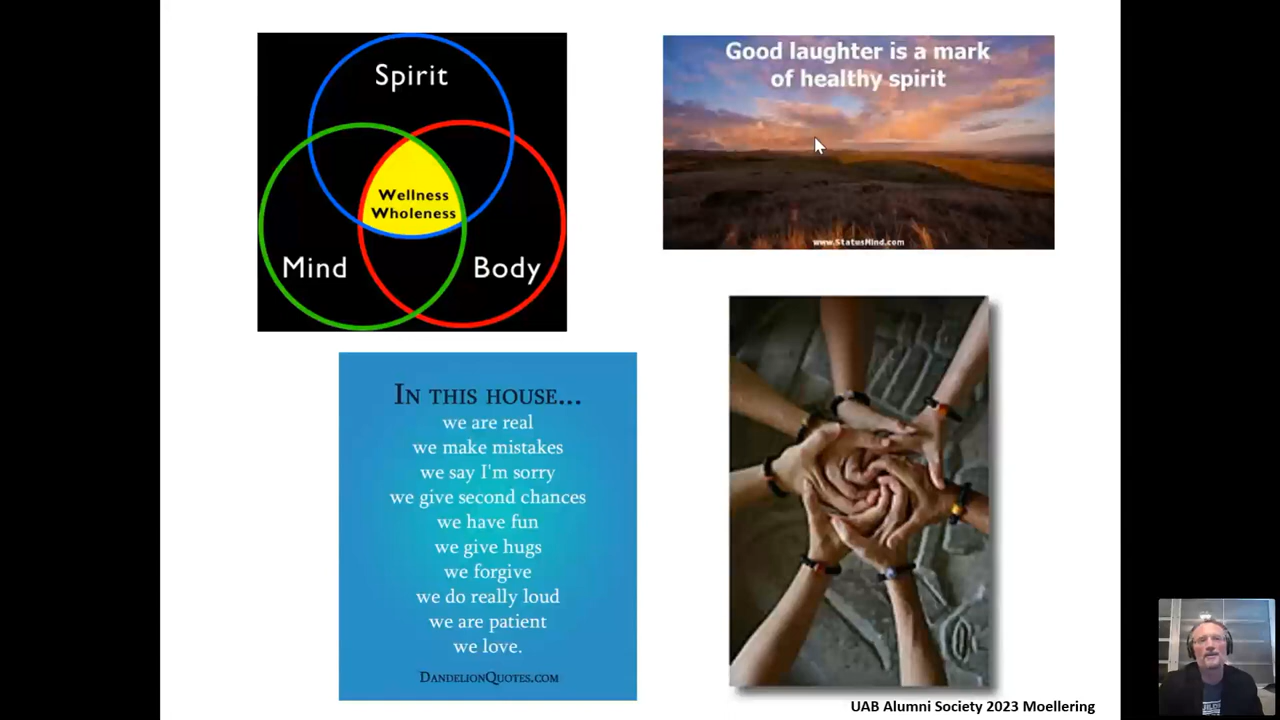 Spirit
Wellness
Wholeness
Mind
Body
Good laughter is a mark
of healthy spirit
www.StatusMind.com
IN THIS HOUSE...
we are real
we make mistakes
we say I'm sorry
we give second chances
we have fun
we give hugs
we forgive
we do really loud
we are patient
we love.
DANDELIONQUOTES.COM
UAB Alumni Society 2023 Moellering